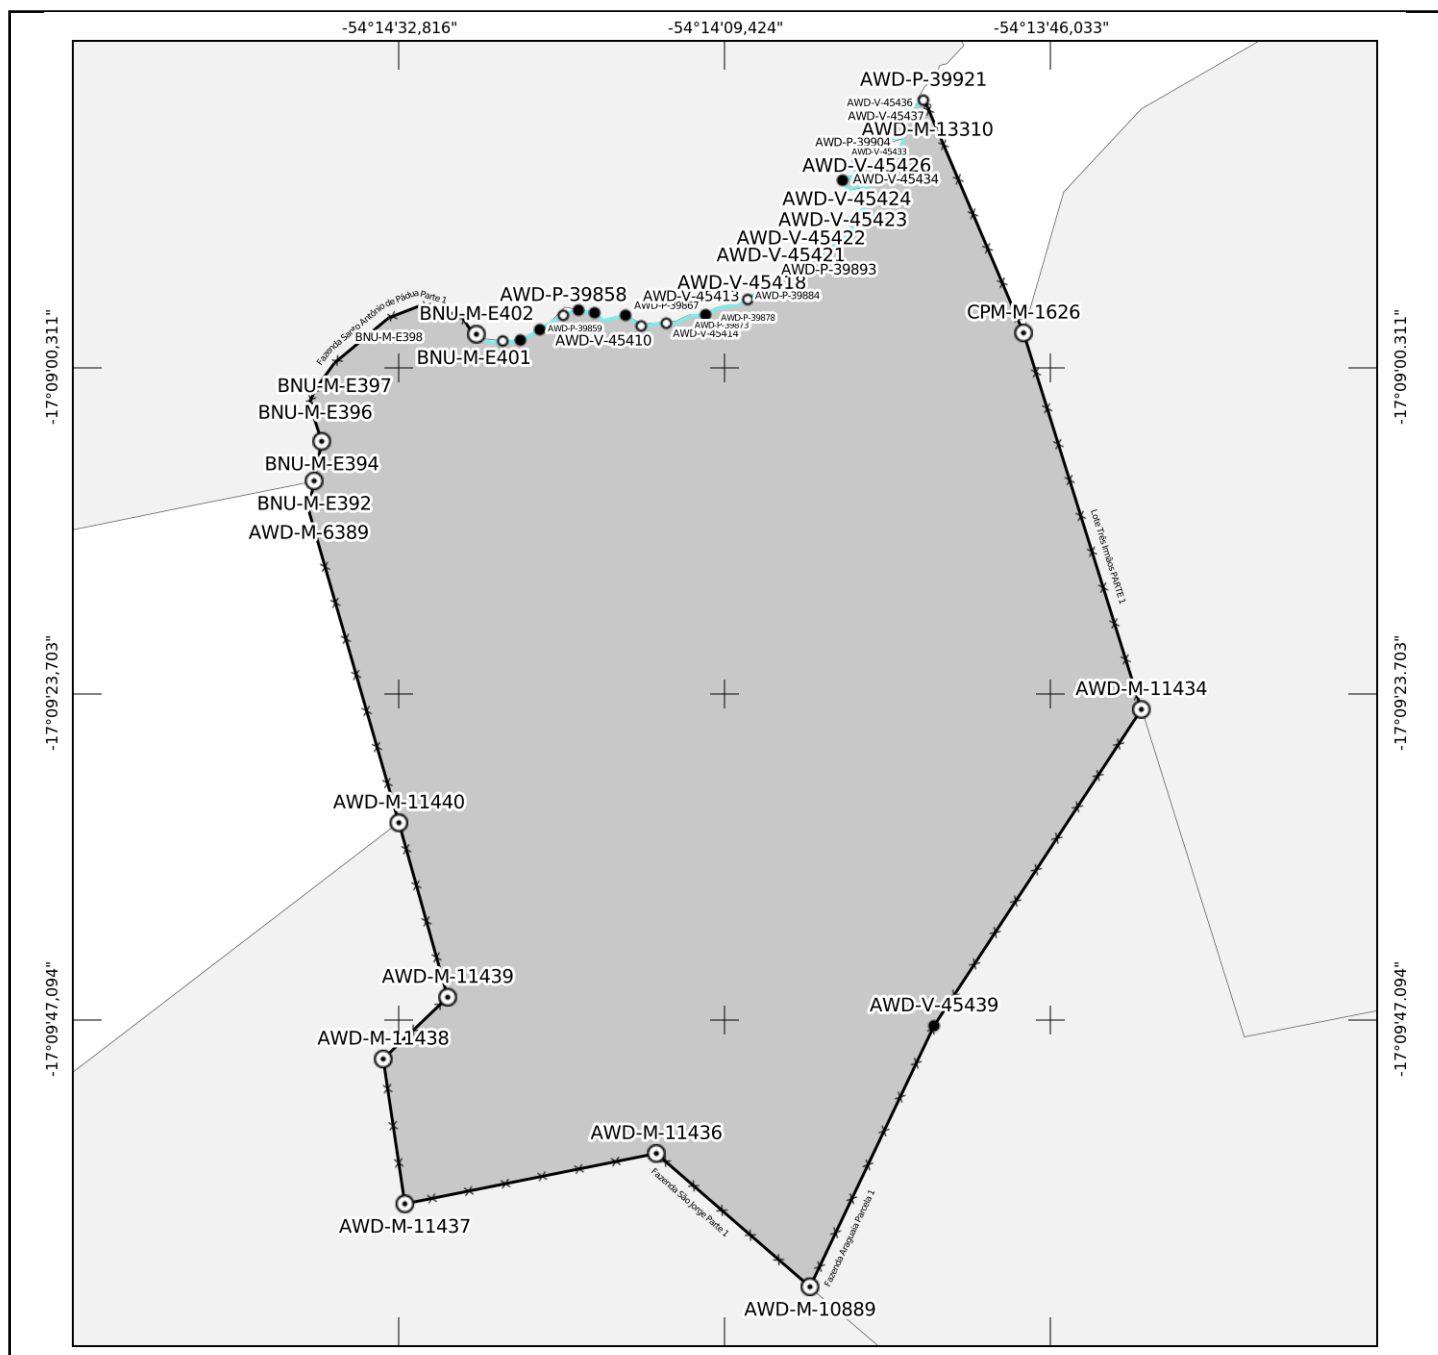 -54°14'32,816"
-54°14'09,424"
-54°13'46,033"
AWD-P-39921
AWD-V-45436
AWD-V-45437
AWD-M-13310
AWD-P-39904
AWD-V-45433
AWD-V-45426
AWD-V-45434
AWD-V-45424
AWD-V-45423
AWD-V-45422
AWD-V-45421
AWD-P-39893
AWD-V-45418
AWD-P-39858
AWD-V-45413
AWD-P-39884
AWD-P-39867
Fazenda Santo Antônio de Pádua Parte 1
BNU-M-E402
CPM-M-1626
AWD-P-39878
AWD-P-39873
AWD-P-39859
AWD-V-45414
BNU-M-E398
AWD-V-45410
BNU-M-E401
-17°09'00,311"
-17°09'00,311"
BNU-M-E397
BNU-M-E396
BNU-M-E394
BNU-M-E392
AWD-M-6389
Lote Três Irmãos PARTE 1
-17°09'23,703"
-17°09'23,703"
AWD-M-11434
AWD-M-11440
AWD-M-11439
AWD-V-45439
-17°09'47,094"
-17°09'47,094"
AWD-M-11438
AWD-M-11436
Fazenda São Jorge Parte 1
Fazenda Araguaia Parcela 1
AWD-M-11437
AWD-M-10889